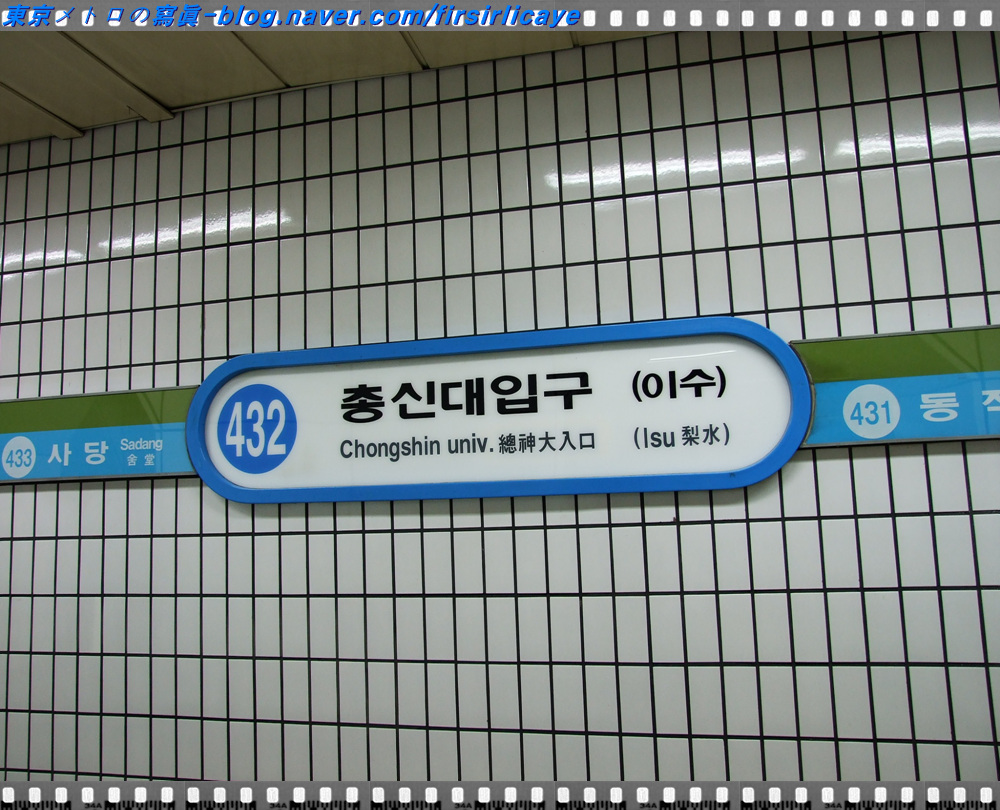 東京メトロの寫眞-blog.naver.com/firsirlicaye
432 총신대입구 (이수)
Chongshin univ. 總神大入口 (Isu 梨水)
433 사당 Sadang
舍堂
431 동